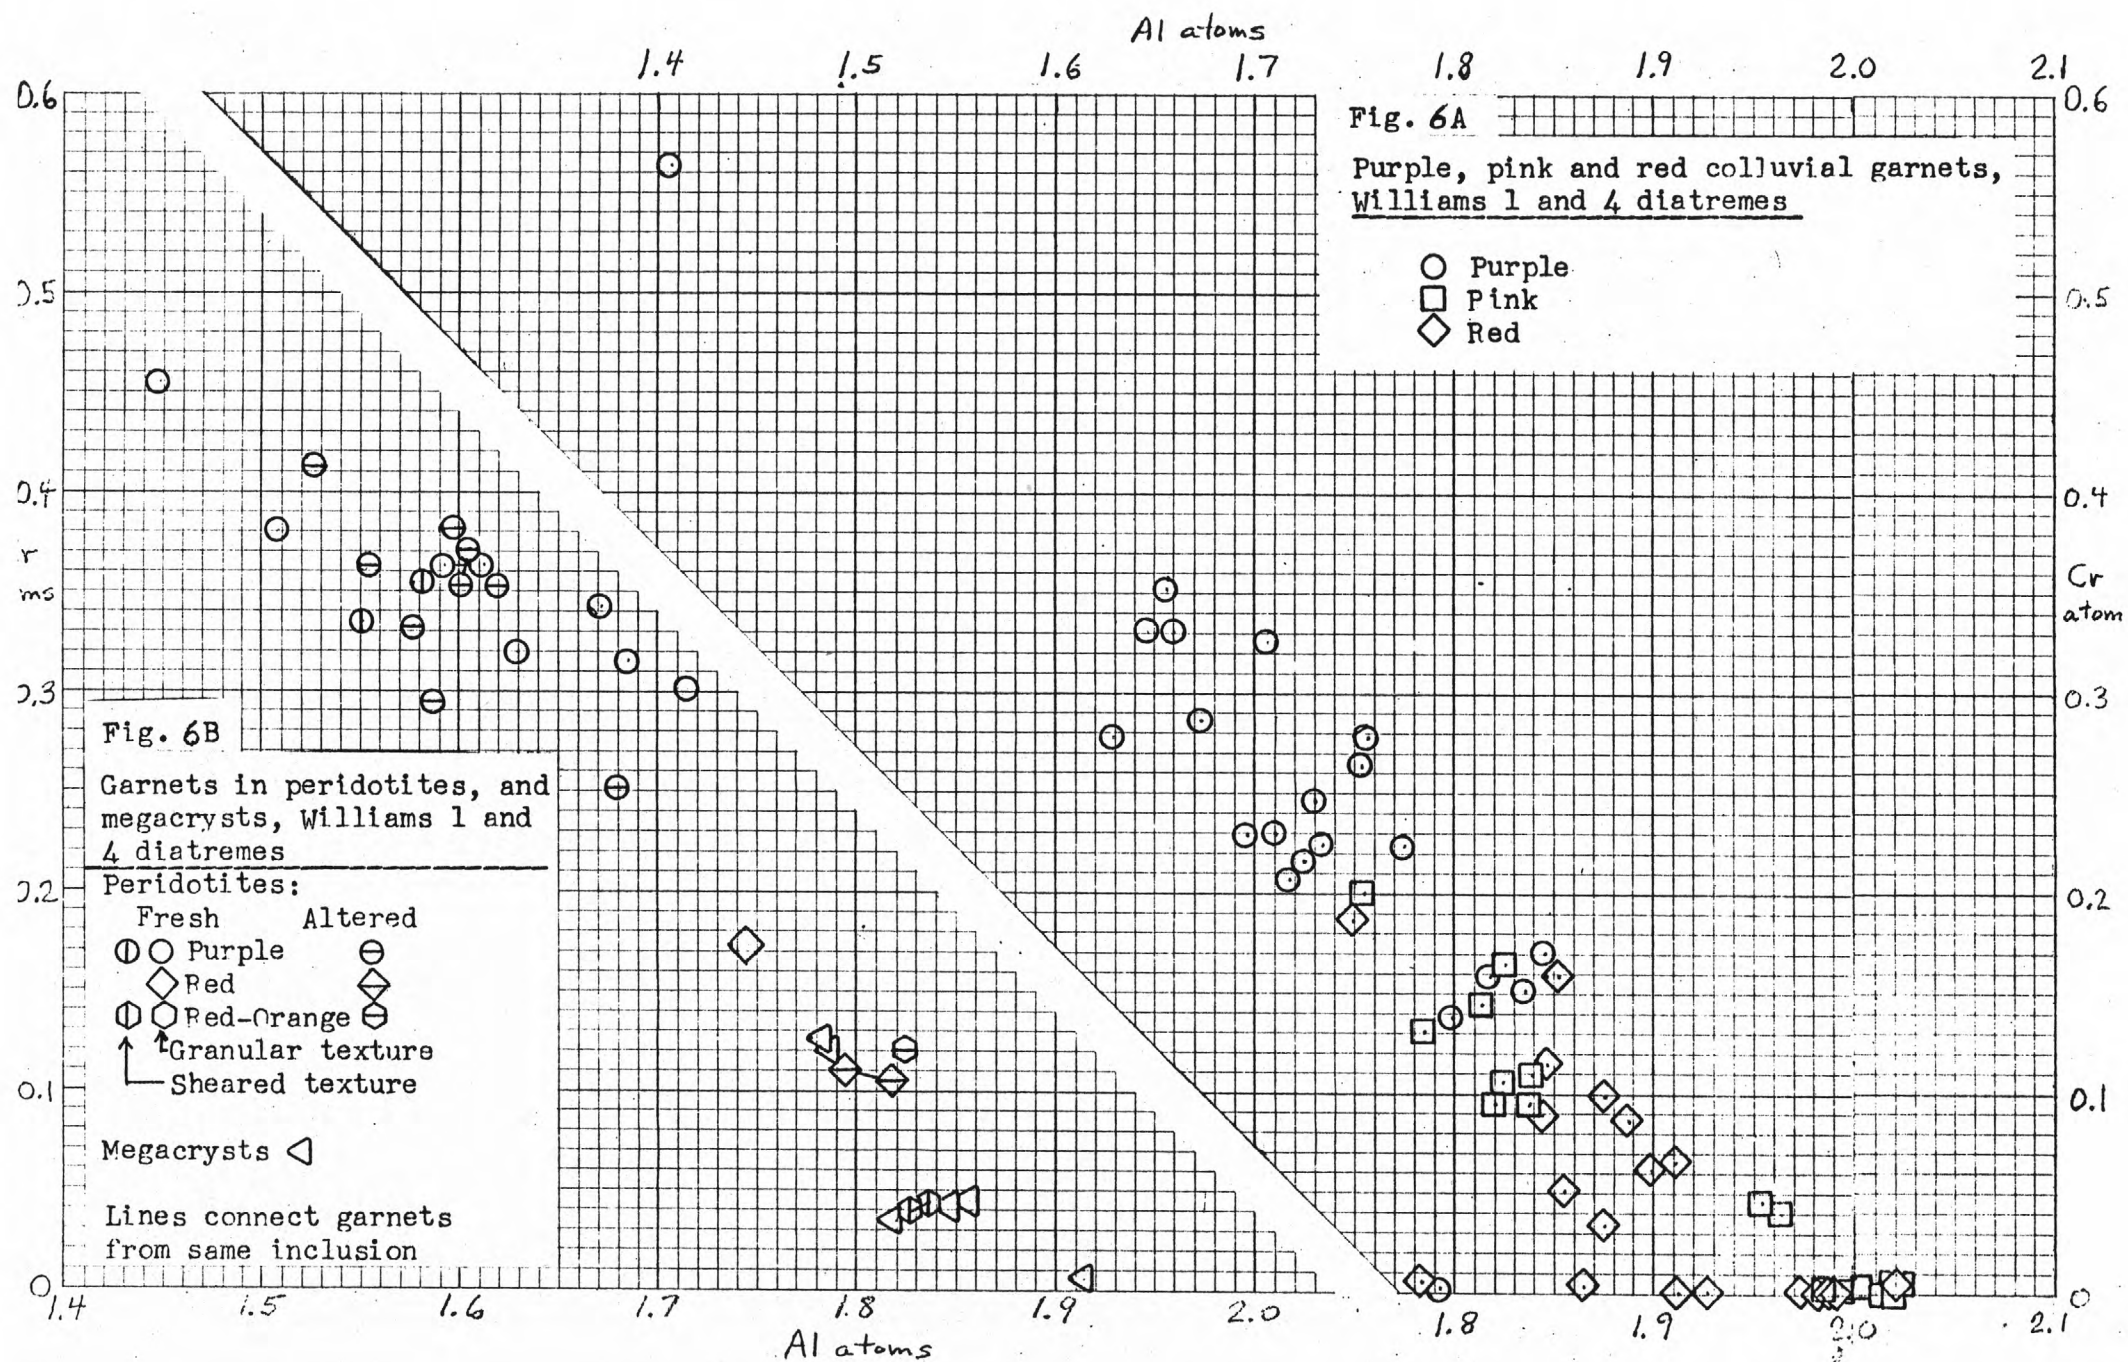 Al atoms
1.4 1.5 1.6 1.7 1.8 1.9 2.0 2.1
0.6 0.6
Fig. 6A
Purple, pink and red colluvial garnets,
Williams 1 and 4 diatremes
Purple
Pink
Red
0.5 0.5
0.4 0.4
r
ms
Cr
atom
0.3 0.3
Fig. 6B
Garnets in peridotites, and
megacrysts, Williams 1 and
4 diatremes
Peridotites:
Fresh Altered
Purple
Red
Red-Orange
Granular texture
Sheared texture
Megacrysts
Lines connect garnets
from same inclusion
0.2 0.2
0.1 0.1
0 0
1.4 1.5 1.6 1.7 1.8 1.9 2.0 1.8 1.9 2.0 2.1
Al atoms